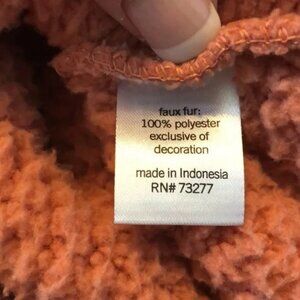 faux fur:
100% polyester
exclusive of
decoration
made in Indonesia
RN# 73277